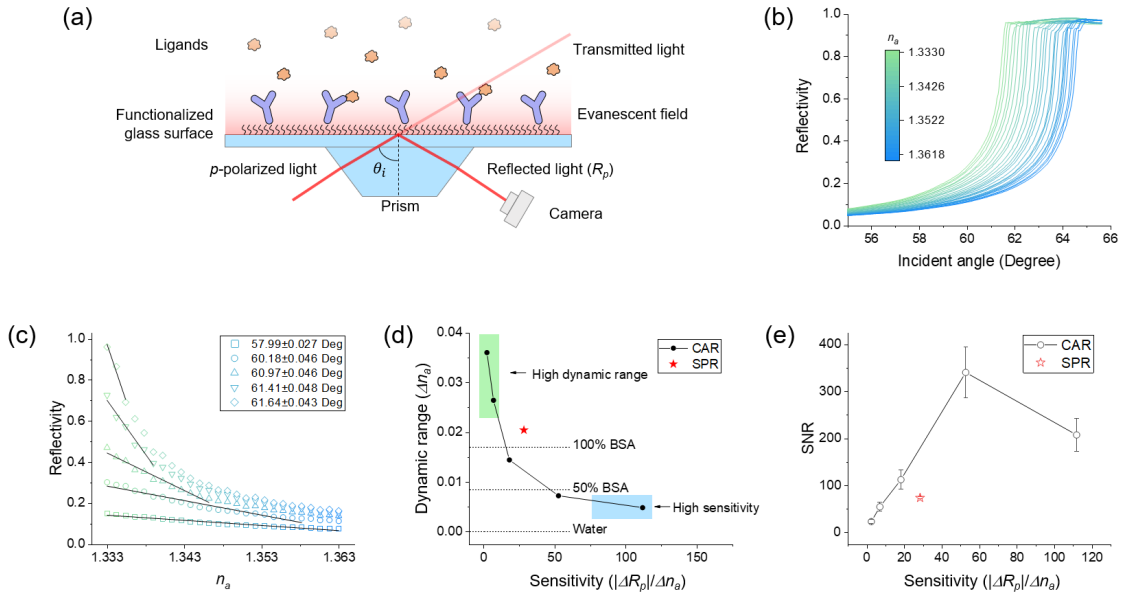 (a)
Ligands
Transmitted light
Functionalized
glass surface
Evanescent field
p-polarized light
θi
Reflected light (Rp)
Prism
Camera
(b)
Reflectivity
1.0
0.8
0.6
0.4
0.2
0.0
na
1.3330
1.3426
1.3522
1.3618
56 58 60 62 64 66
Incident angle (Degree)
(c)
Reflectivity
1.0
0.8
0.6
0.4
0.2
0.0
57.99±0.027 Deg
60.18±0.046 Deg
60.97±0.046 Deg
61.41±0.048 Deg
61.64±0.043 Deg
1.333 1.343 1.353 1.363
na
(d)
Dynamic range (Δna)
0.04
0.03
0.02
0.01
0.00
CAR
SPR
High dynamic range
100% BSA
50% BSA
High sensitivity
Water
0 50 100 150
Sensitivity (|ΔRp|/Δna)
(e)
SNR
400
300
200
100
0
CAR
SPR
0 20 40 60 80 100 120
Sensitivity (|ΔRp|/Δna)